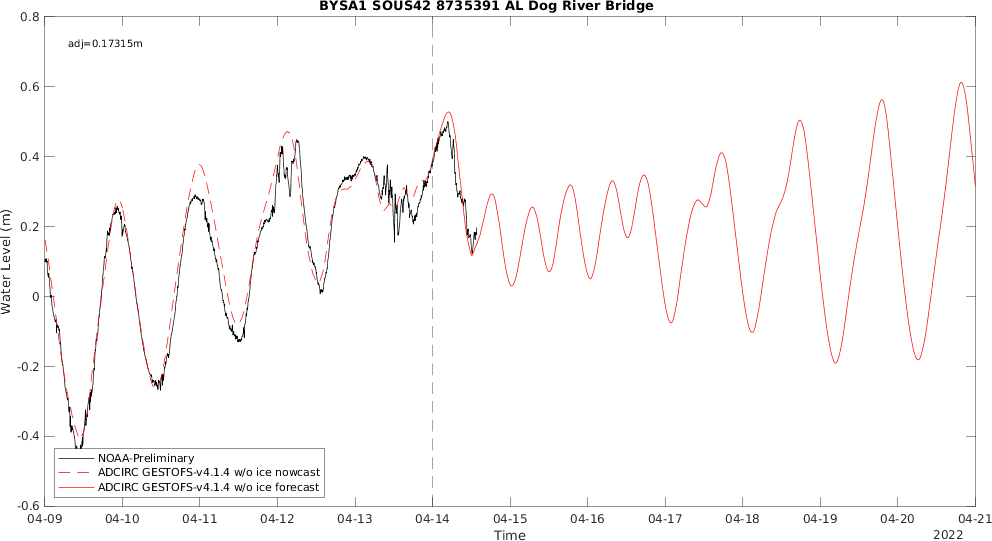 BYSA1 SOUS42 8735391 AL Dog River Bridge
adj=0.17315m
0.8
0.6
0.4
0.2
0
-0.2
-0.4
-0.6
Water Level (m)
NOAA-Preliminary
ADCIRC GESTOFS-v4.1.4 w/o ice nowcast
ADCIRC GESTOFS-v4.1.4 w/o ice forecast
04-09 04-10 04-11 04-12 04-13 04-14 04-15 04-16 04-17 04-18 04-19 04-20 04-21
Time
2022